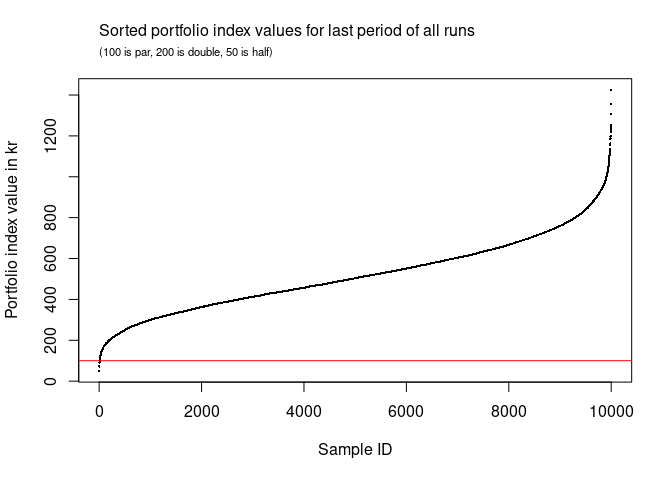 Sorted portfolio index values for last period of all runs
(100 is par, 200 is double, 50 is half)
Portfolio index value in kr
1200
800
600
400
200
0
0 2000 4000 6000 8000 10000
Sample ID